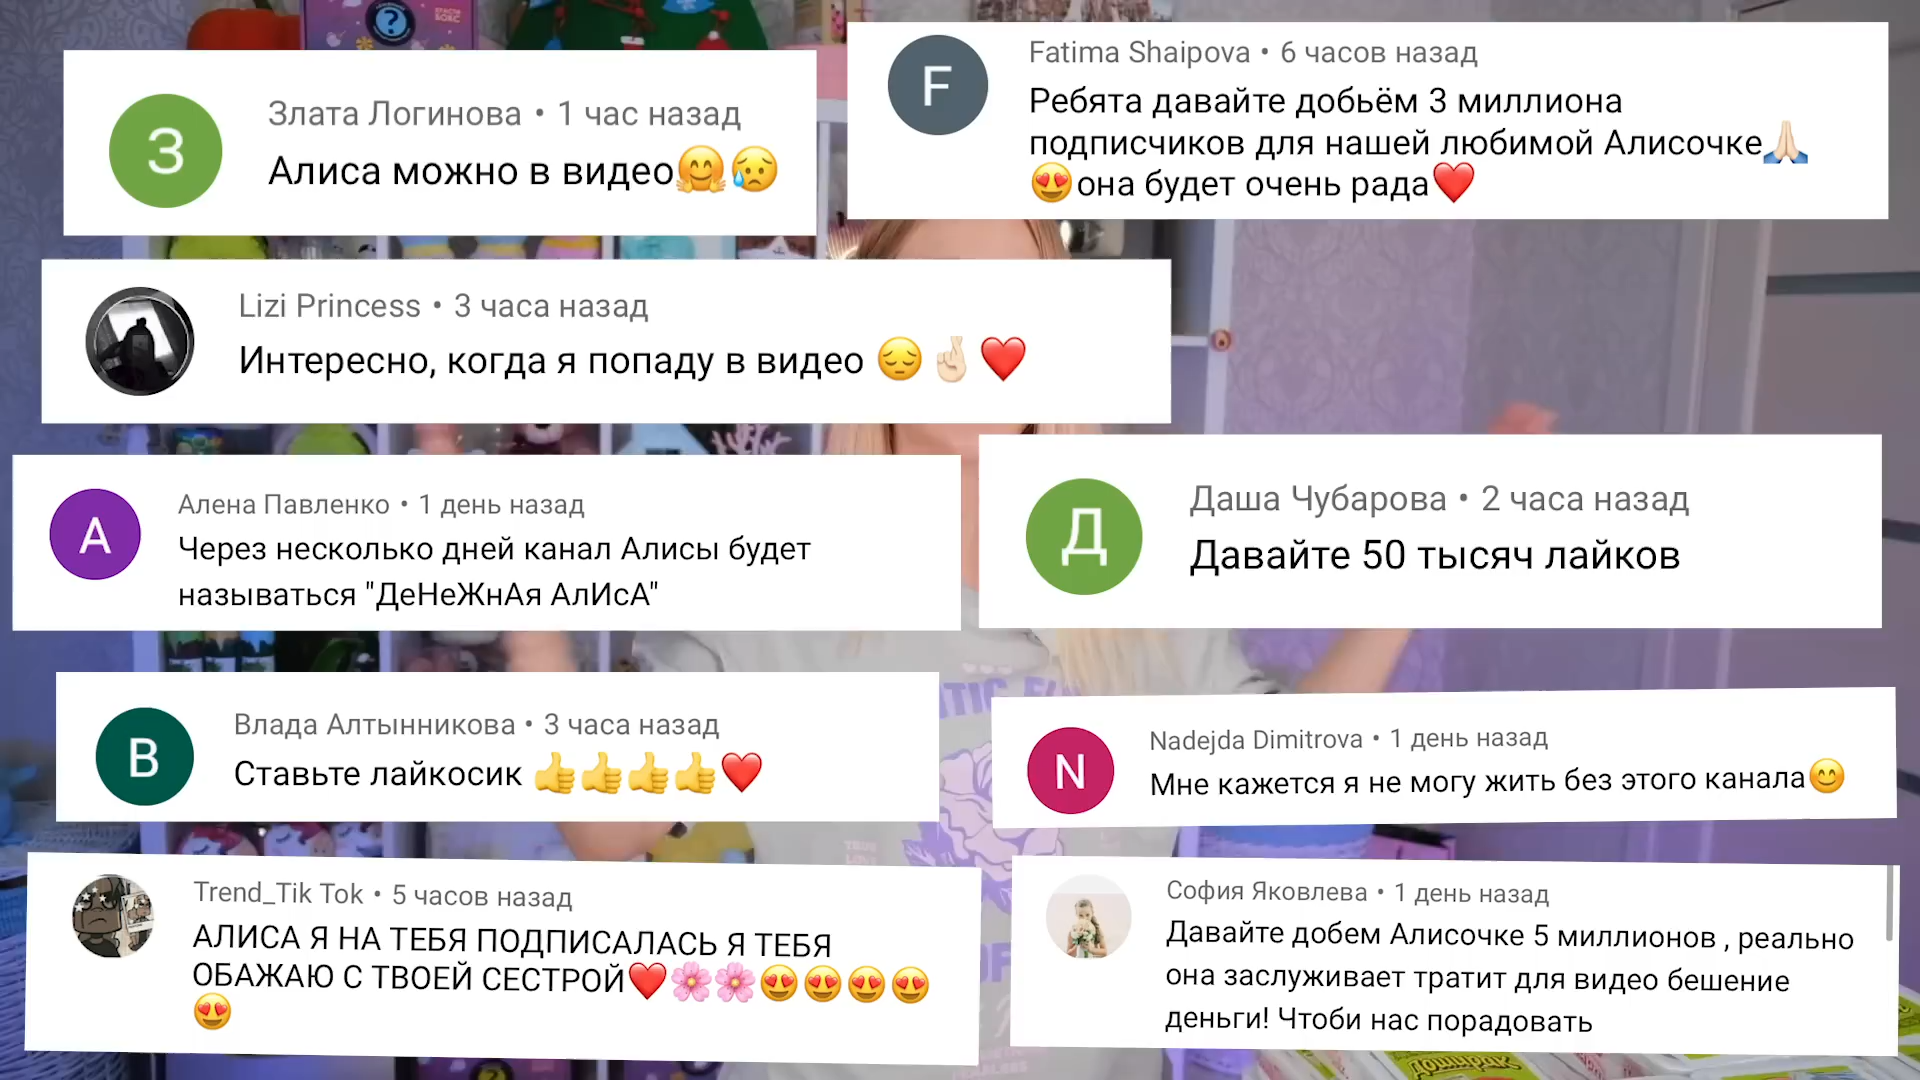 КРАСТИ
БОКС
?
З
Злата Логинова • 1 час назад
Алиса можно в видео🤗😥
F
Fatima Shaipova • 6 часов назад
Ребята давайте добьём 3 миллиона
подписчиков для нашей любимой Алисочке🙏🏻
😍она будет очень рада❤️
Lizi Princess • 3 часа назад
Интересно, когда я попаду в видео 😔🤞🏻❤️
А
Алена Павленко • 1 день назад
Через несколько дней канал Алисы будет
называться "ДеНеЖнАя АлИсА"
Д
Даша Чубарова • 2 часа назад
Давайте 50 тысяч лайков
В
Влада Алтынникова • 3 часа назад
Ставьте лайкосик 👍👍👍👍❤️
N
Nadejda Dimitrova • 1 день назад
Мне кажется я не могу жить без этого канала😊
TRUE
LOVE
Trend_Tik Tok • 5 часов назад
АЛИСА Я НА ТЕБЯ ПОДПИСАЛАСЬ Я ТЕБЯ
ОБАЖАЮ С ТВОЕЙ СЕСТРОЙ❤️🌸🌸😍😍😍😍
😍
София Яковлева • 1 день назад
Давайте добем Алисочке 5 миллионов , реально
она заслуживает тратит для видео бешение
деньги! Чтоби нас порадовать
Доширак